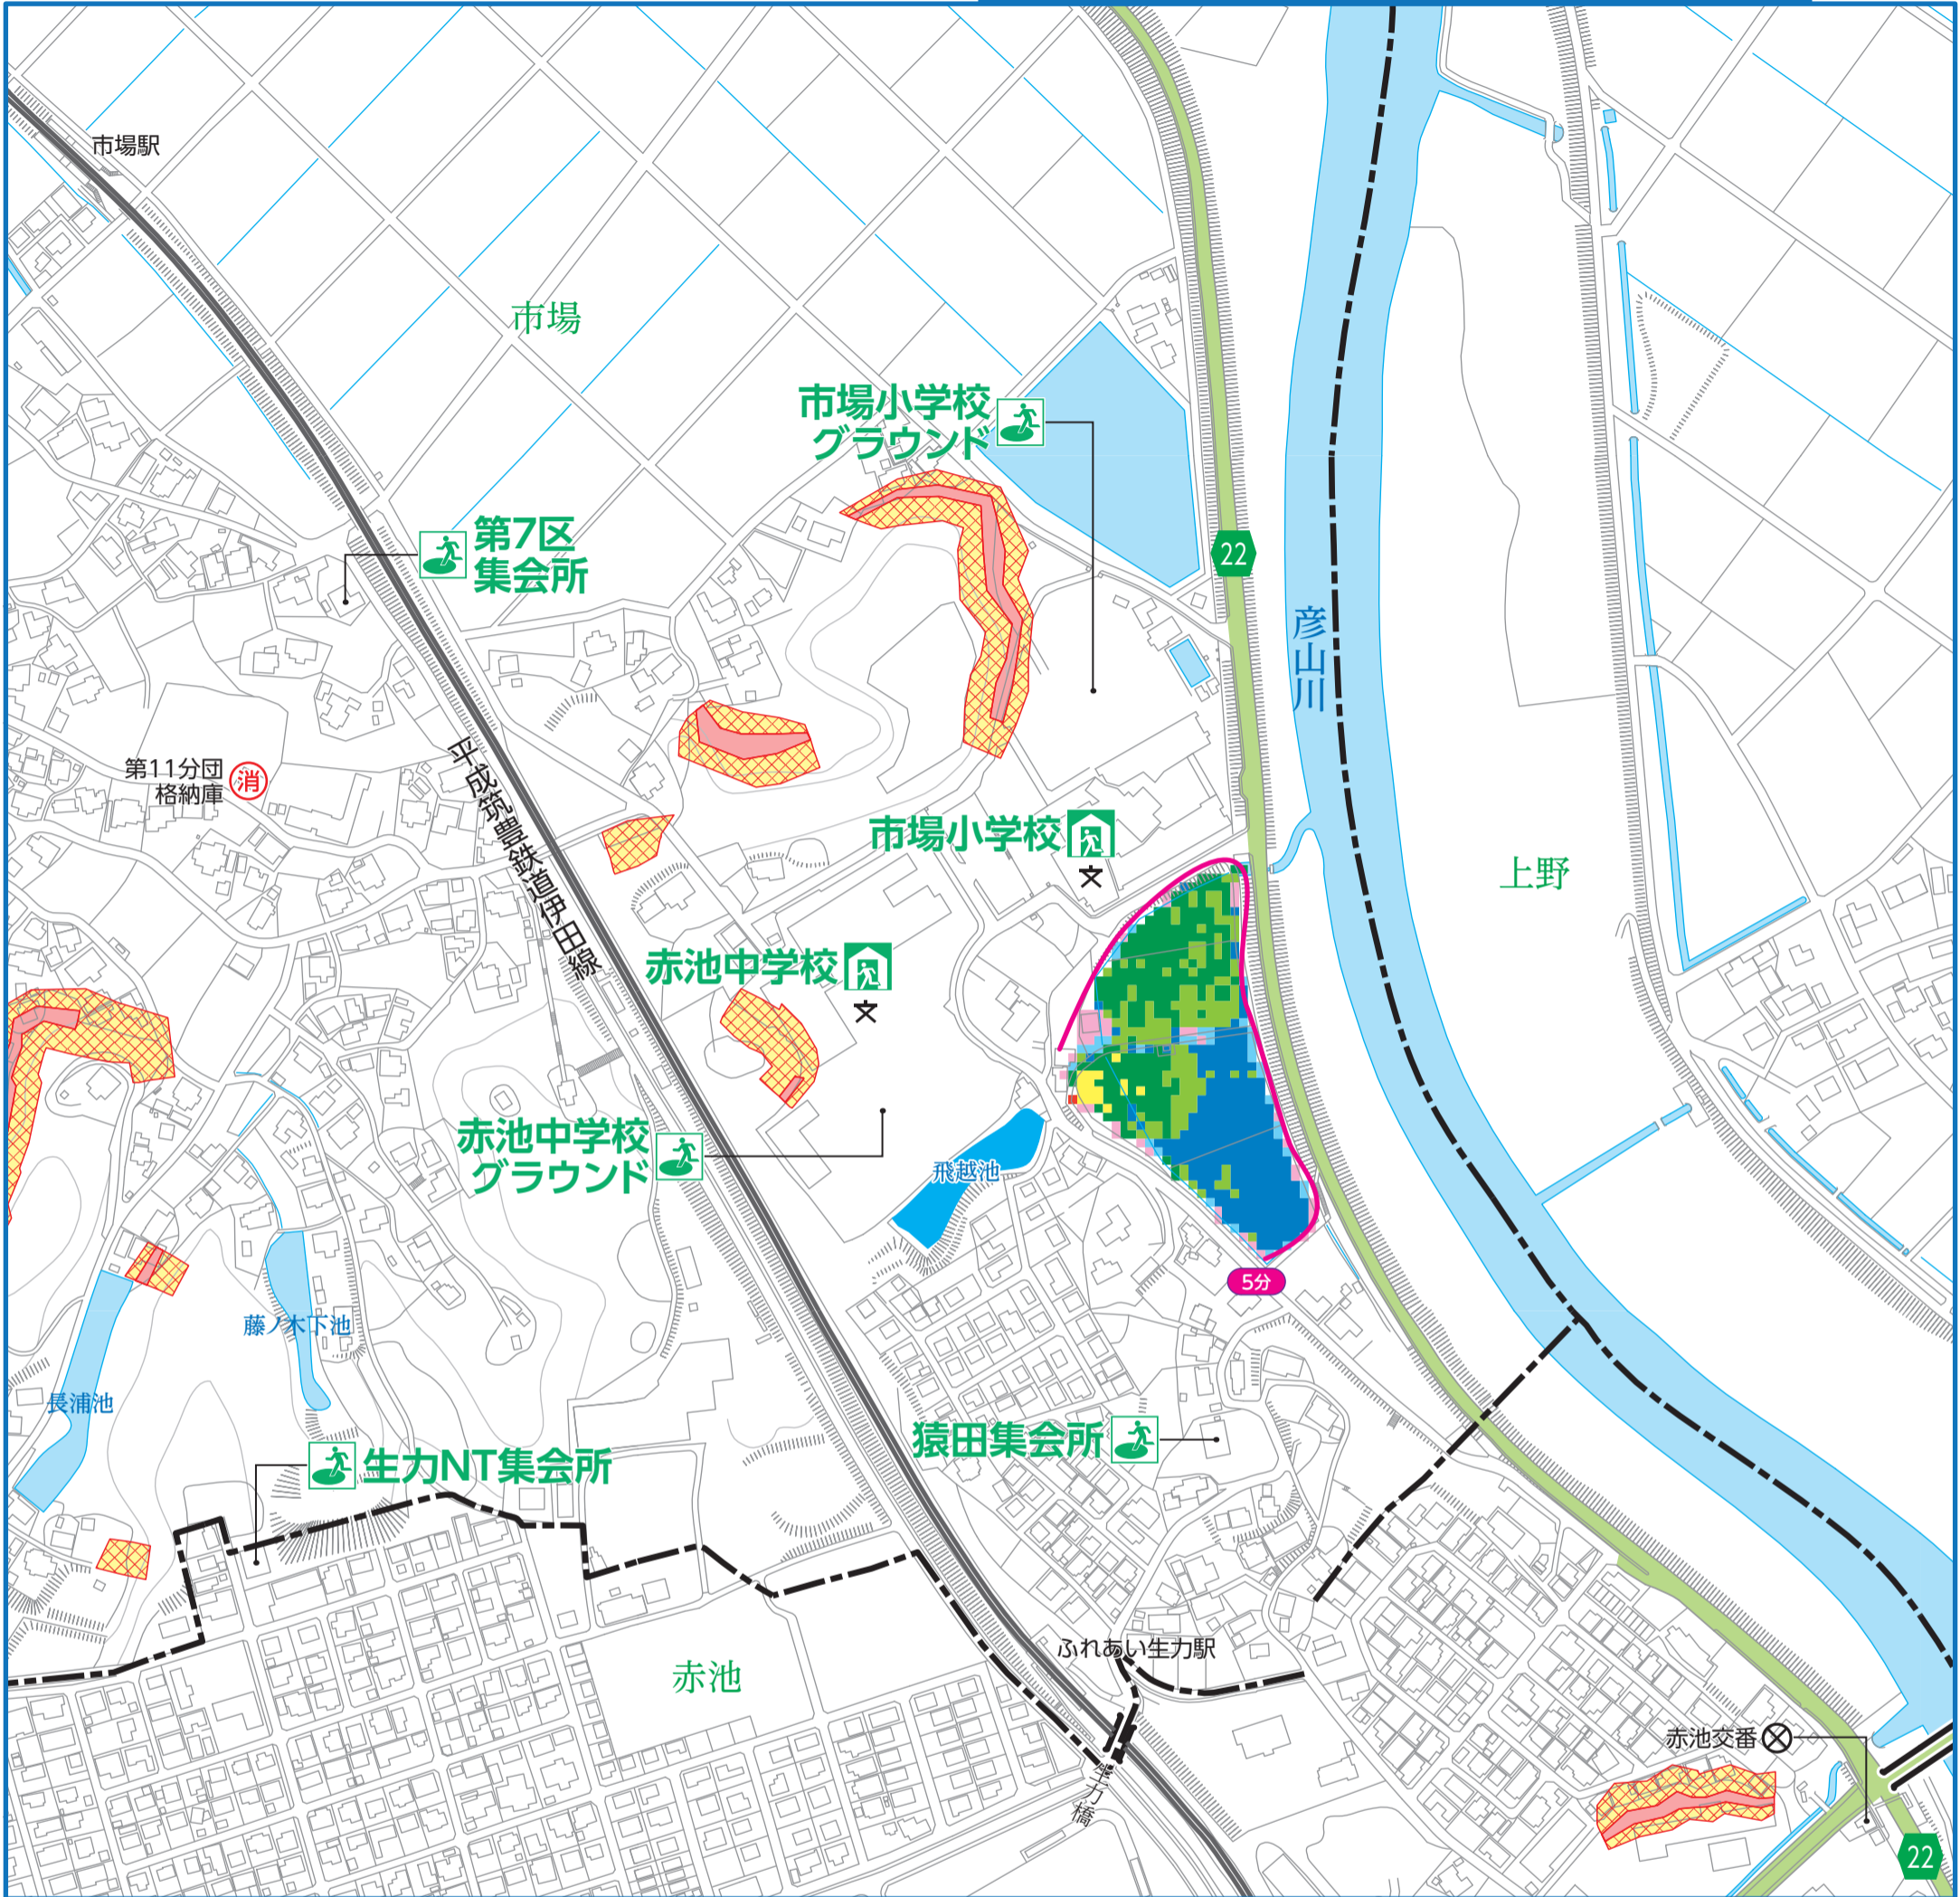 市場駅
市場
市場小学校
グラウンド
第7区
集会所
22
彦山川
第11分団
格納庫
消
平成筑豊鉄道伊田線
市場小学校
文
上野
赤池中学校
文
赤池中学校
グラウンド
飛越池
5分
藤ノ木下池
長浦池
猿田集会所
生力NT集会所
ふれあい生力駅
赤池
赤池交番
生力橋
22